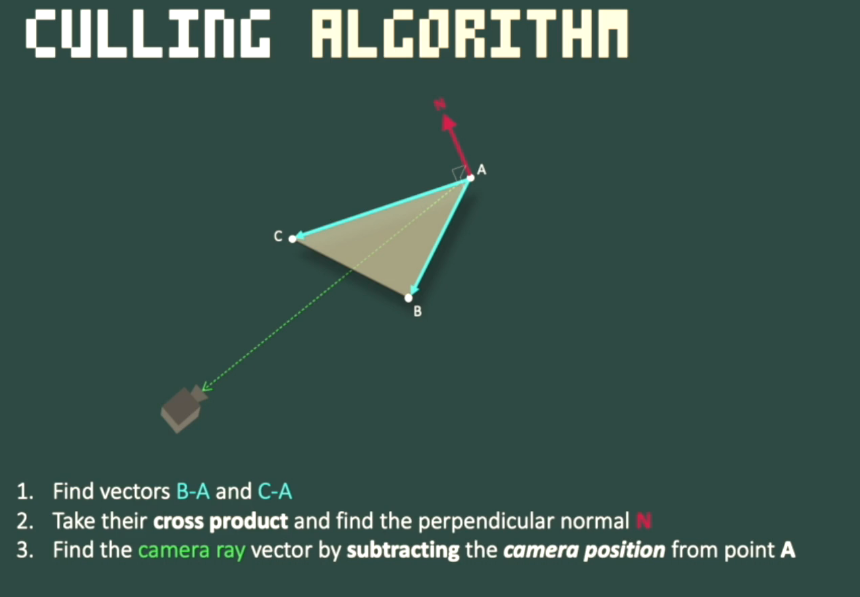 CULLING ALGORITHM
N
A
C
B
1. Find vectors B-A and C-A
2. Take their cross product and find the perpendicular normal N
3. Find the camera ray vector by subtracting the camera position from point A